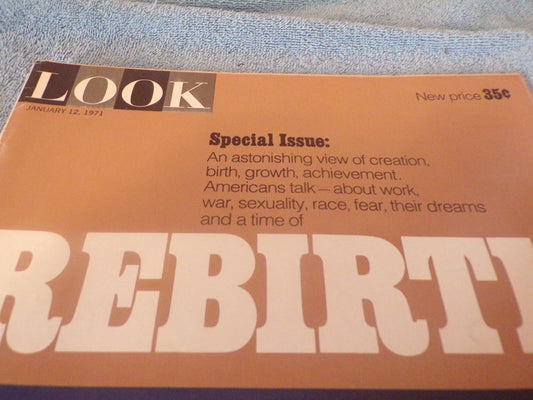 LOOK
JANUARY 12, 1971
New price 35¢
Special Issue:
An astonishing view of creation,
birth, growth, achievement.
Americans talk — about work,
war, sexuality, race, fear, their dreams
and a time of
REBIRTH